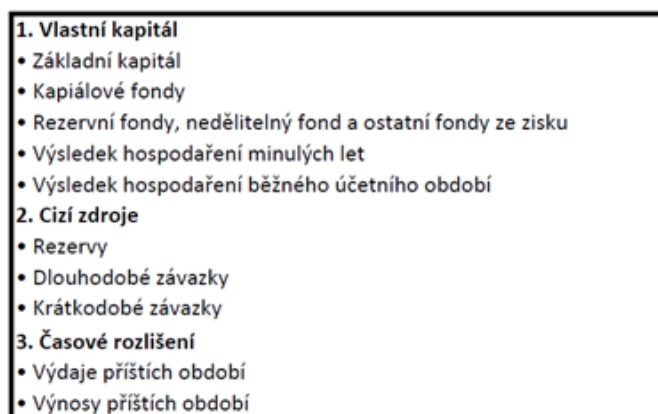 1. Vlastní kapitál
• Základní kapitál
• Kapiálové fondy
• Rezervní fondy, nedělitelný fond a ostatní fondy ze zisku
• Výsledek hospodaření minulých let
• Výsledek hospodaření běžného účetního období
2. Cizí zdroje
• Rezervy
• Dlouhodobé závazky
• Krátkodobé závazky
3. Časové rozlišení
• Výdaje příštích období
• Výnosy příštích období